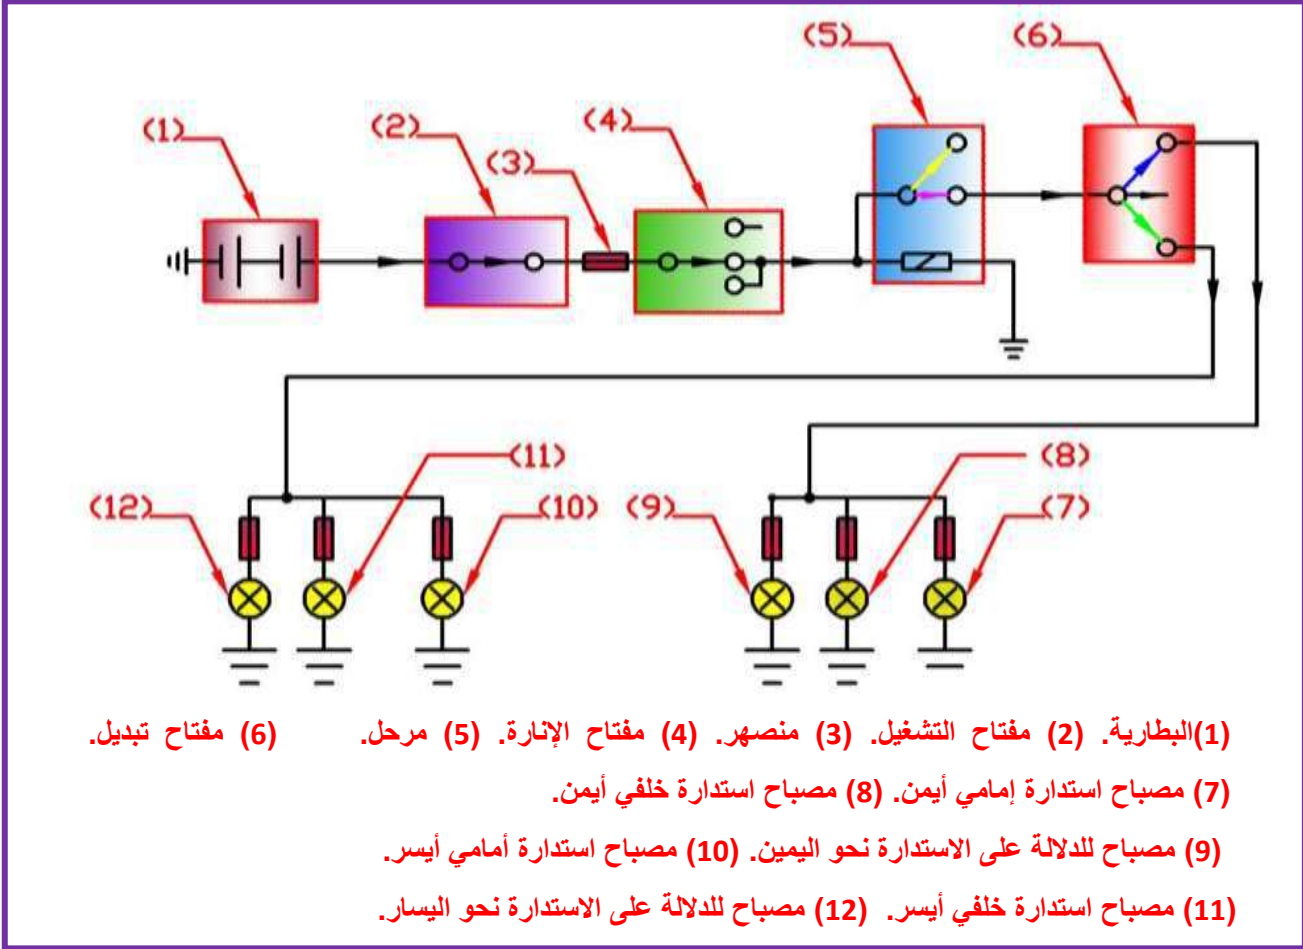 (5) (6)
(1) (2) (3) (4)
(11) (8)
(12) (10) (9) (7)
(1)البطارية. (2) مفتاح التشغيل. (3) منصهر. (4) مفتاح الإنارة. (5) مرحل. (6) مفتاح تبديل.
(7) مصباح استدارة إمامي أيمن. (8) مصباح استدارة خلفي أيمن.
(9) مصباح للدلالة على الاستدارة نحو اليمين. (10) مصباح استدارة أمامي أيسر.
(11) مصباح استدارة خلفي أيسر. (12) مصباح للدلالة على الاستدارة نحو اليسار.